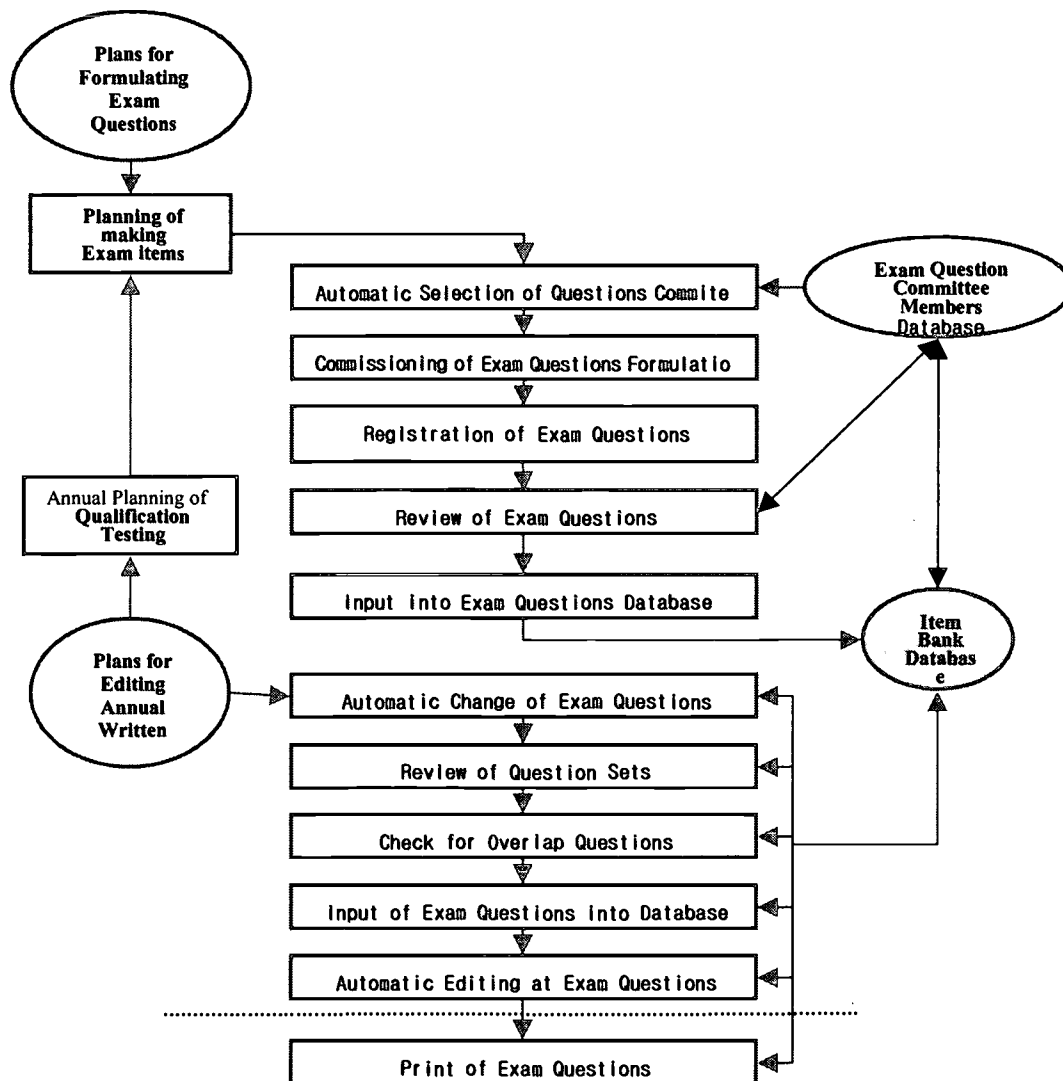 Plans for
Formulating
Exam
Questions
Planning of
making
Exam items
Automatic Selection of Questions Commite
Exam Question
Committee
Members
Database
Commissioning of Exam Questions Formulatio
Registration of Exam Questions
Annual Planning of
Qualification
Testing
Review of Exam Questions
Input into Exam Questions Database
Item
Bank
Databas
e
Plans for
Editing
Annual
Written
Automatic Change of Exam Questions
Review of Question Sets
Check for Overlap Questions
Input of Exam Questions into Database
Automatic Editing at Exam Questions
Print of Exam Questions